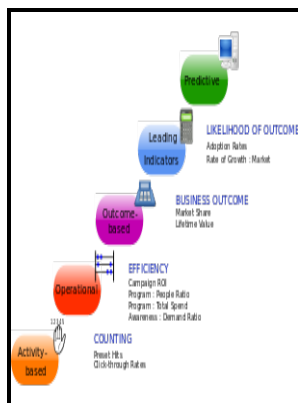 Predictive
Leading
Indicators
LIKELIHOOD OF OUTCOME
Adoption Rates
Rate of Growth : Market
Outcome-
based
BUSINESS OUTCOME
Market Share
Lifetime Value
Operational
EFFICIENCY
Campaign ROI
Program : People Ratio
Program : Total Spend
Awareness : Demand Ratio
12345
Activity-
based
COUNTING
Preset Hits
Click-through Rates